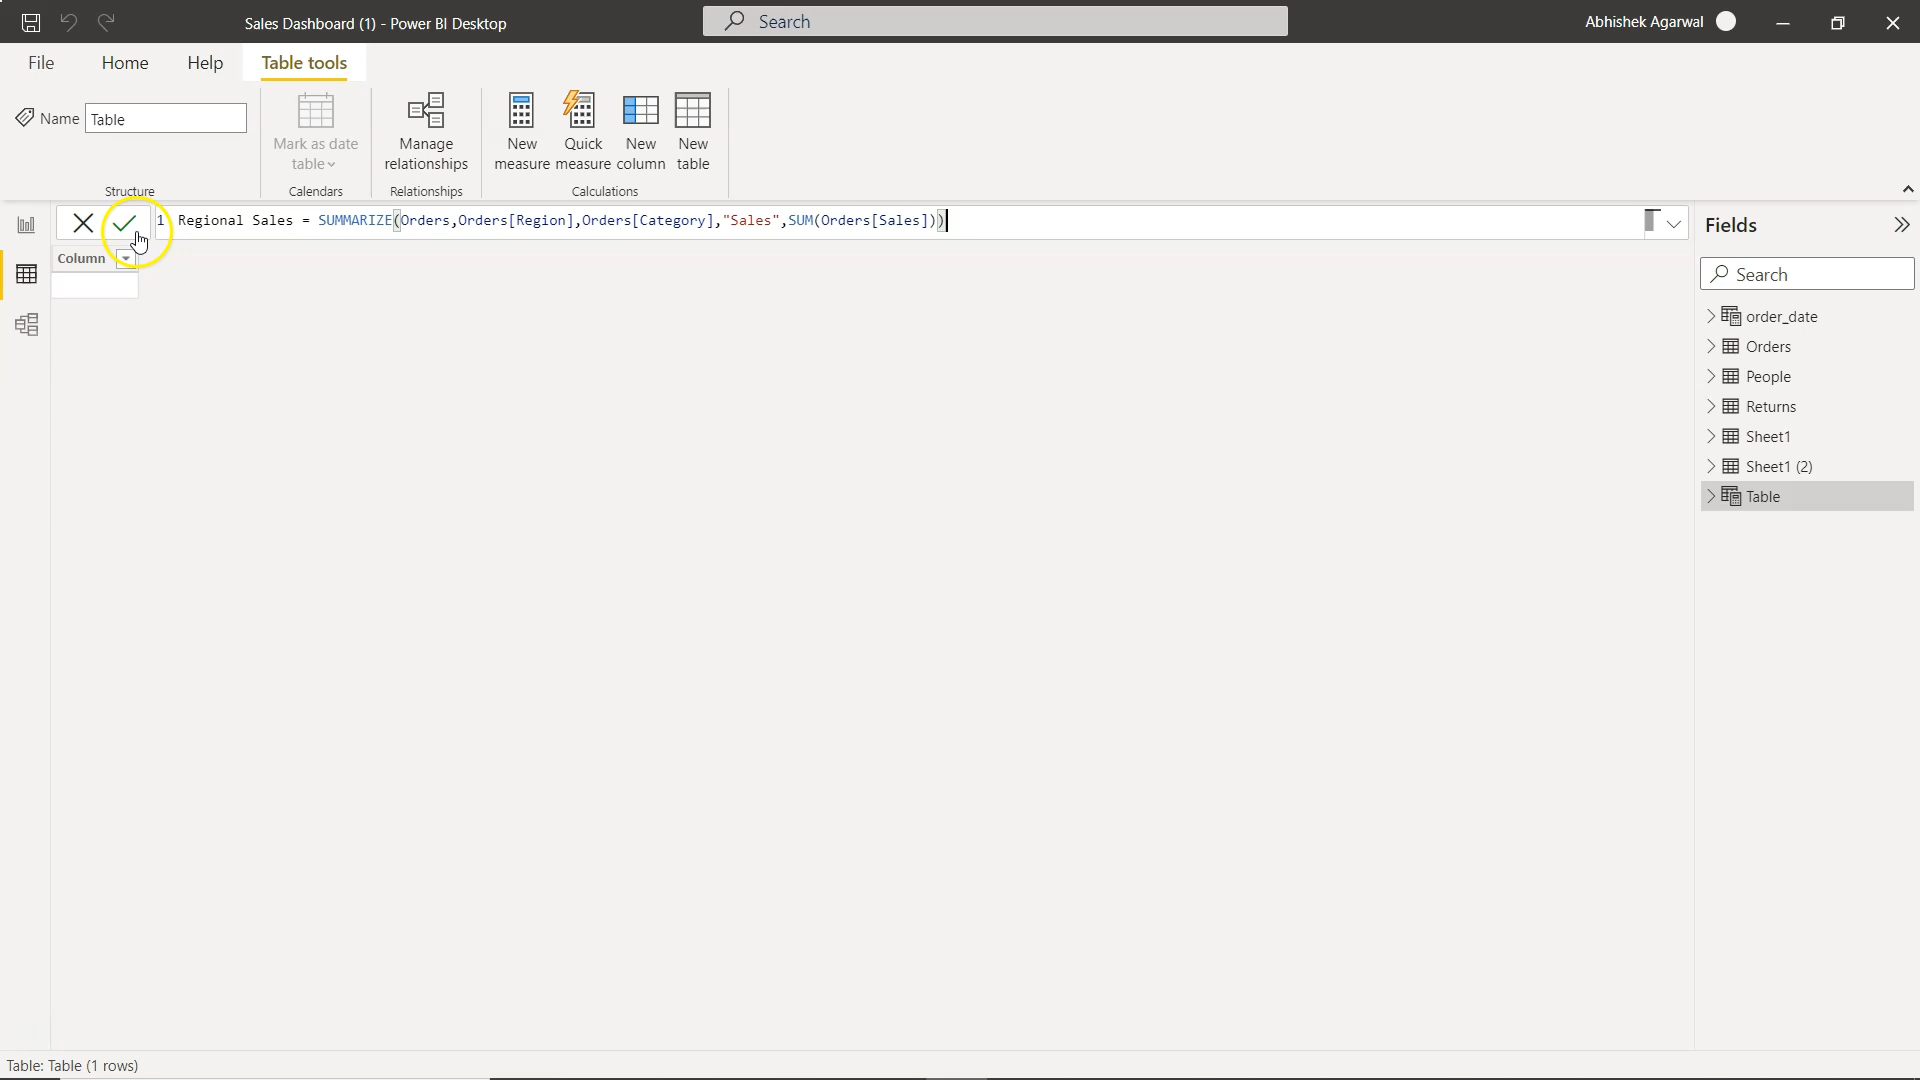 Sales Dashboard (1) - Power BI Desktop
Search
Abhishek Agarwal
File
Home
Help
Table tools
Name
Table
Structure
Mark as date
table
Calendars
Manage
relationships
Relationships
New
measure
Quick
measure
New
column
New
table
Calculations
1 Regional Sales = SUMMARIZE(Orders,Orders[Region],Orders[Category],"Sales",SUM(Orders[Sales]))
Column
Fields
Search
order_date
Orders
People
Returns
Sheet1
Sheet1 (2)
Table
Table: Table (1 rows)